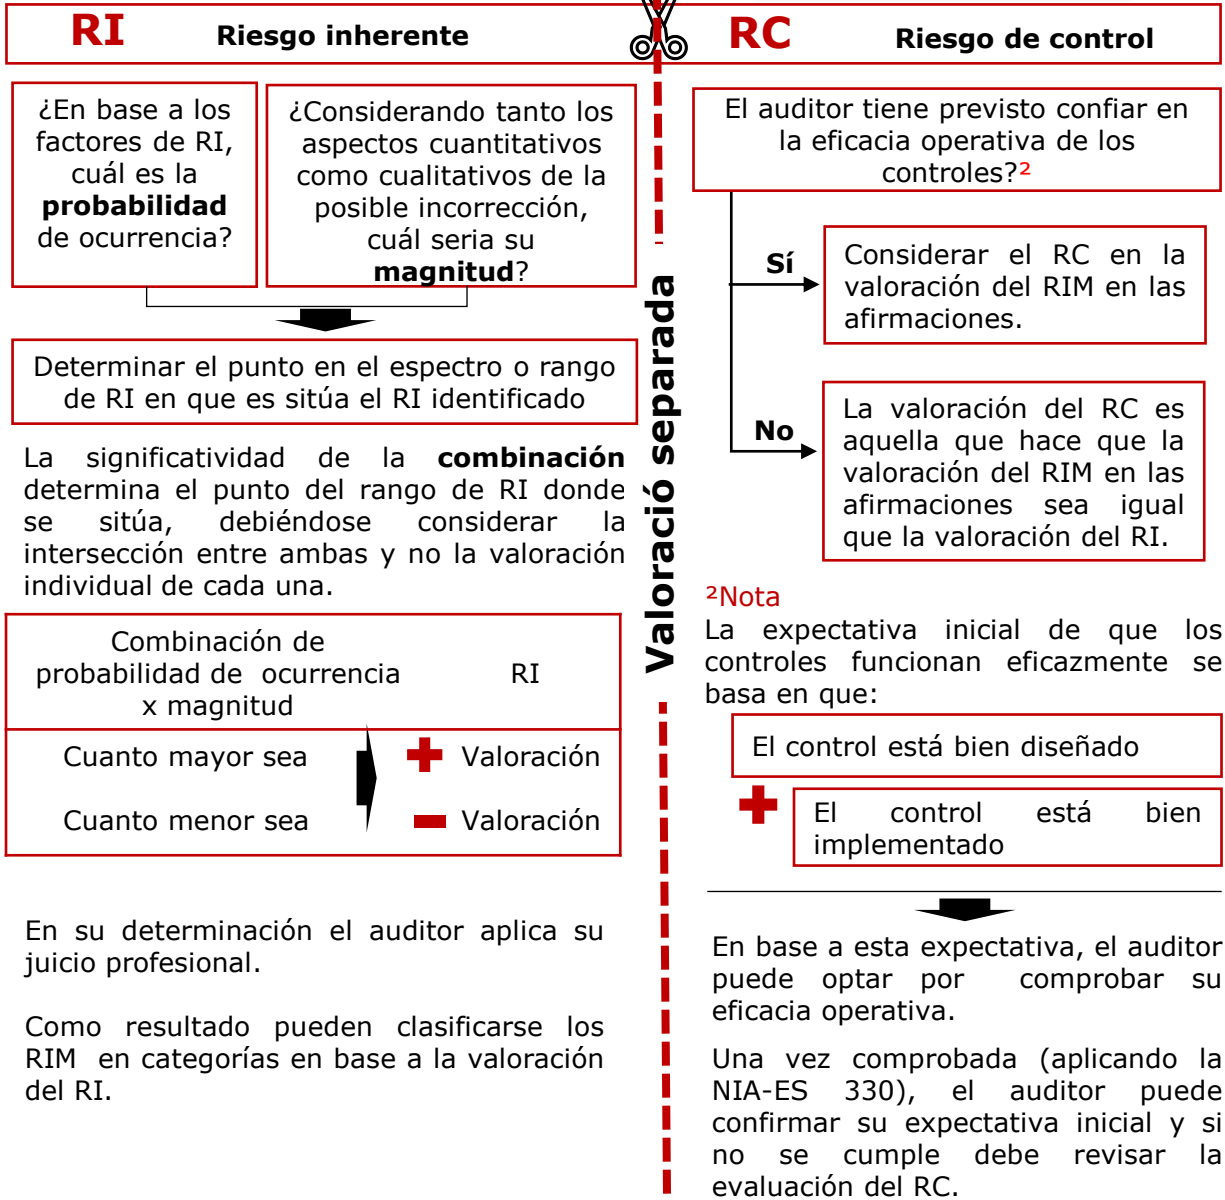 RI Riesgo inherente
¿En base a los
factores de RI,
cuál es la
probabilidad
de ocurrencia?
¿Considerando tanto los
aspectos cuantitativos
como cualitativos de la
posible incorrección,
cuál seria su
magnitud?
Determinar el punto en el espectro o rango
de RI en que es sitúa el RI identificado
La significatividad de la combinación
determina el punto del rango de RI donde
se sitúa, debiéndose considerar la
intersección entre ambas y no la valoración
individual de cada una.
Combinación de
probabilidad de ocurrencia
x magnitud
RI
Cuanto mayor sea + Valoración
Cuanto menor sea - Valoración
En su determinación el auditor aplica su
juicio profesional.
Como resultado pueden clasificarse los
RIM en categorías en base a la valoración
del RI.
Valoració separada
RC Riesgo de control
El auditor tiene previsto confiar en
la eficacia operativa de los
controles?²
Sí
Considerar el RC en la
valoración del RIM en las
afirmaciones.
No
La valoración del RC es
aquella que hace que la
valoración del RIM en las
afirmaciones sea igual
que la valoración del RI.
²Nota
La expectativa inicial de que los
controles funcionan eficazmente se
basa en que:
El control está bien diseñado
+
El control está bien
implementado
En base a esta expectativa, el auditor
puede optar por comprobar su
eficacia operativa.
Una vez comprobada (aplicando la
NIA-ES 330), el auditor puede
confirmar su expectativa inicial y si
no se cumple debe revisar la
evaluación del RC.